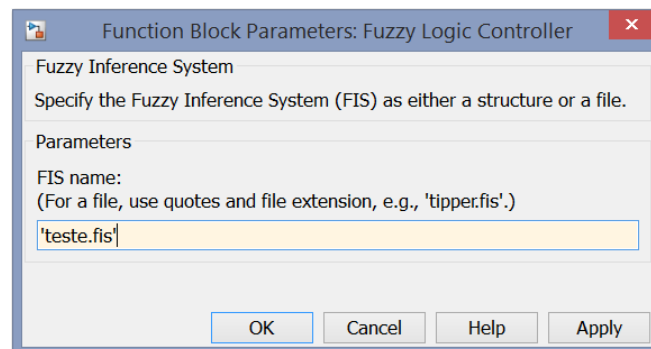 Function Block Parameters: Fuzzy Logic Controller
Fuzzy Inference System
Specify the Fuzzy Inference System (FIS) as either a structure or a file.
Parameters
FIS name:
(For a file, use quotes and file extension, e.g., 'tipper.fis'.)
'teste.fis'
OK Cancel Help Apply